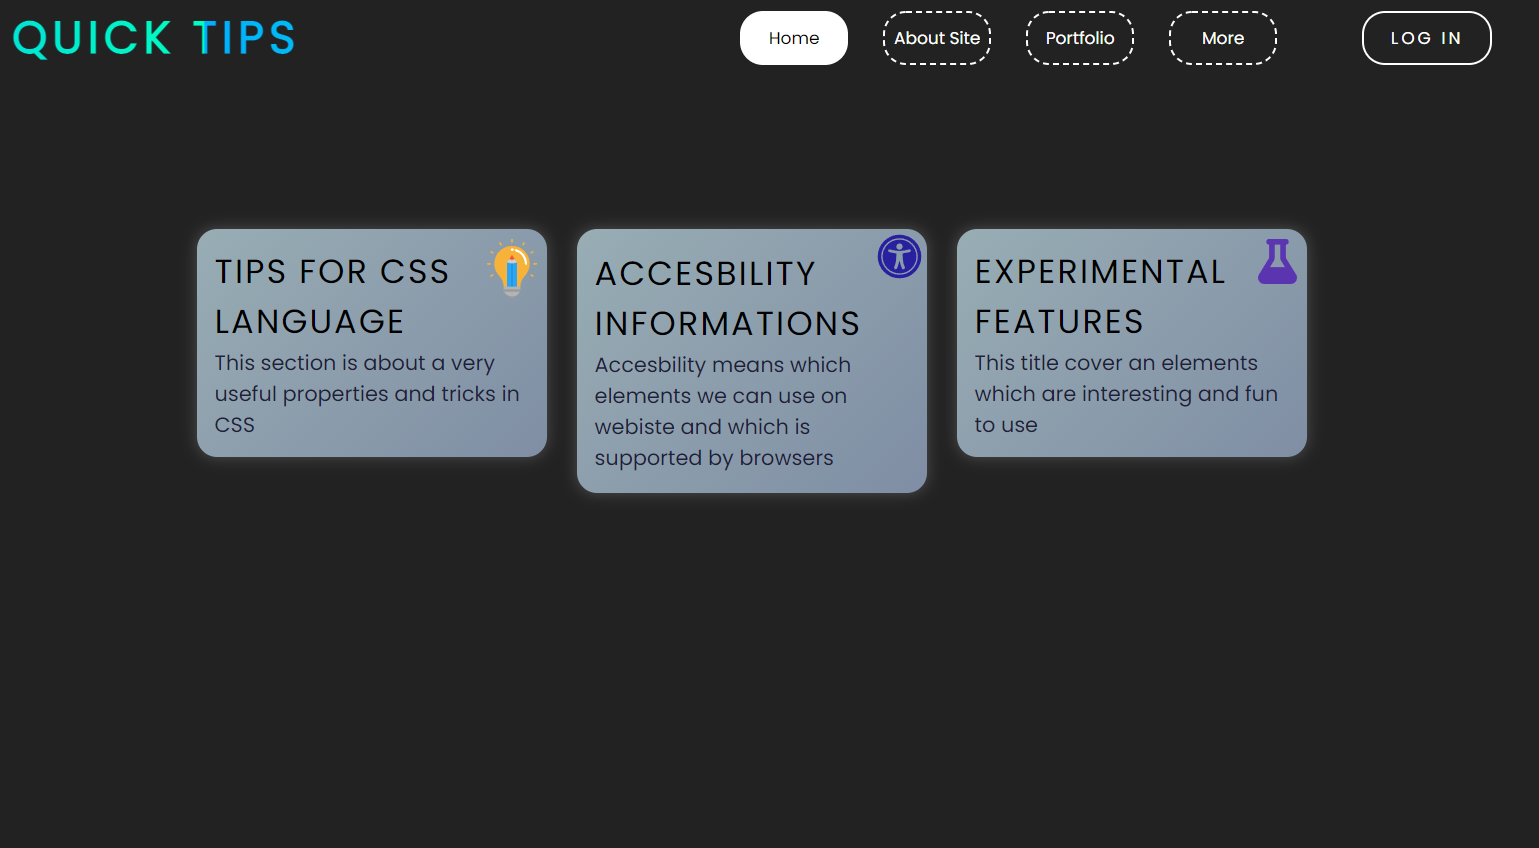 QUICK TIPS
Home
About Site
Portfolio
More
LOG IN
TIPS FOR CSS
LANGUAGE
This section is about a very
useful properties and tricks in
CSS
ACCESBILITY
INFORMATIONS
Accesbility means which
elements we can use on
webiste and which is
supported by browsers
EXPERIMENTAL
FEATURES
This title cover an elements
which are interesting and fun
to use